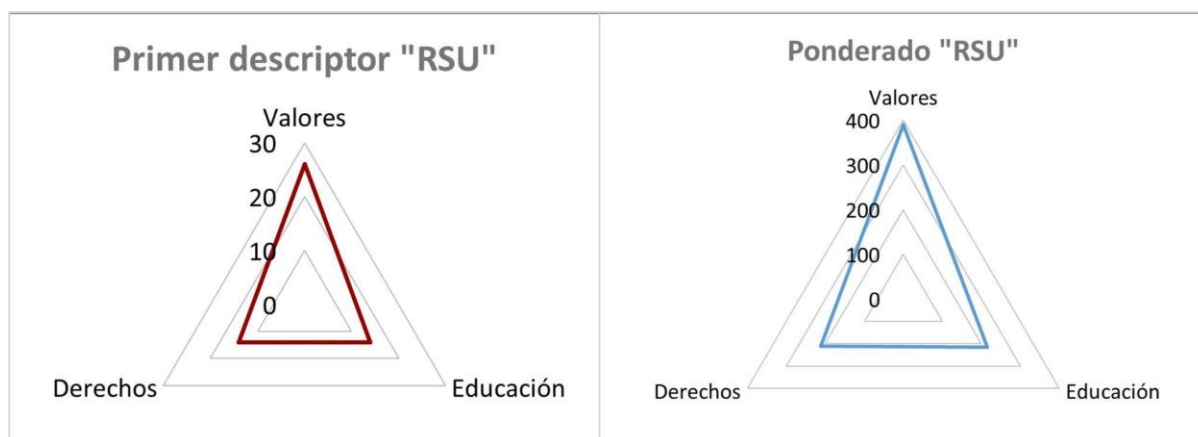 Primer descriptor "RSU"
Valores
30
20
10
0
Derechos
Educación
Ponderado "RSU"
Valores
400
300
200
100
0
Derechos
Educación